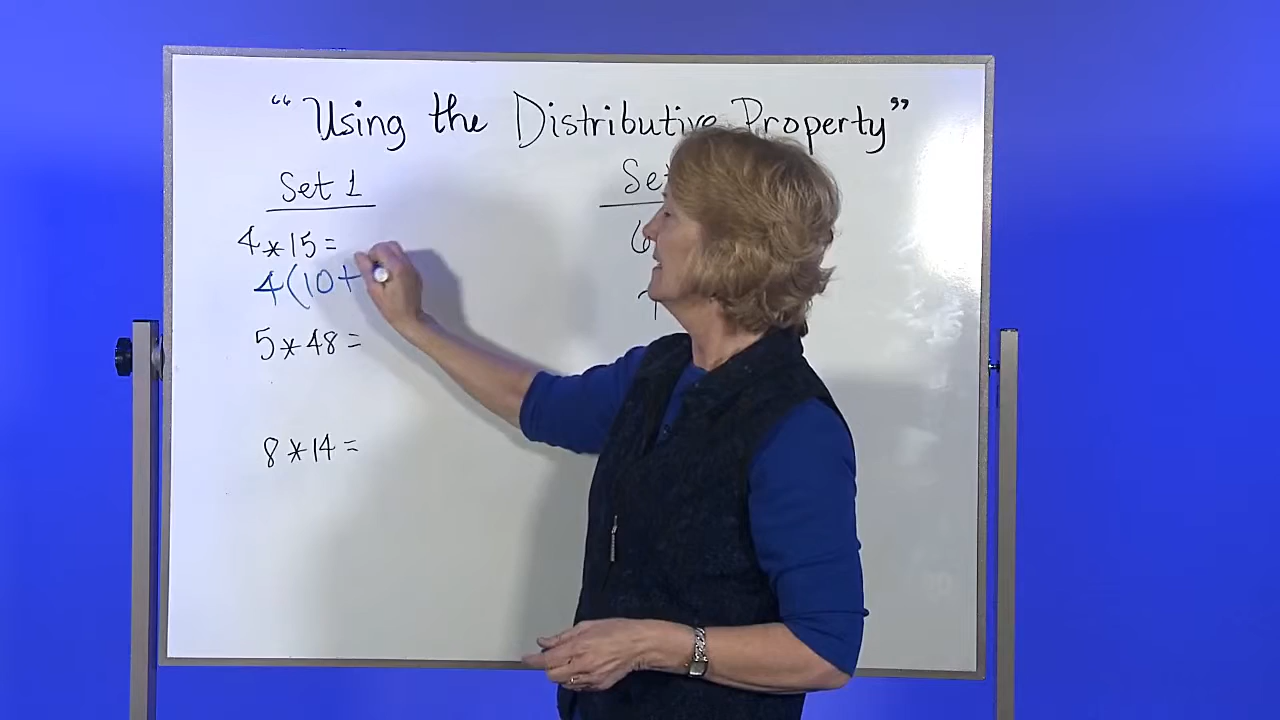 “Using the Distributive Property”
Set 1
4*15=
4(10+
5*48=
8*14=